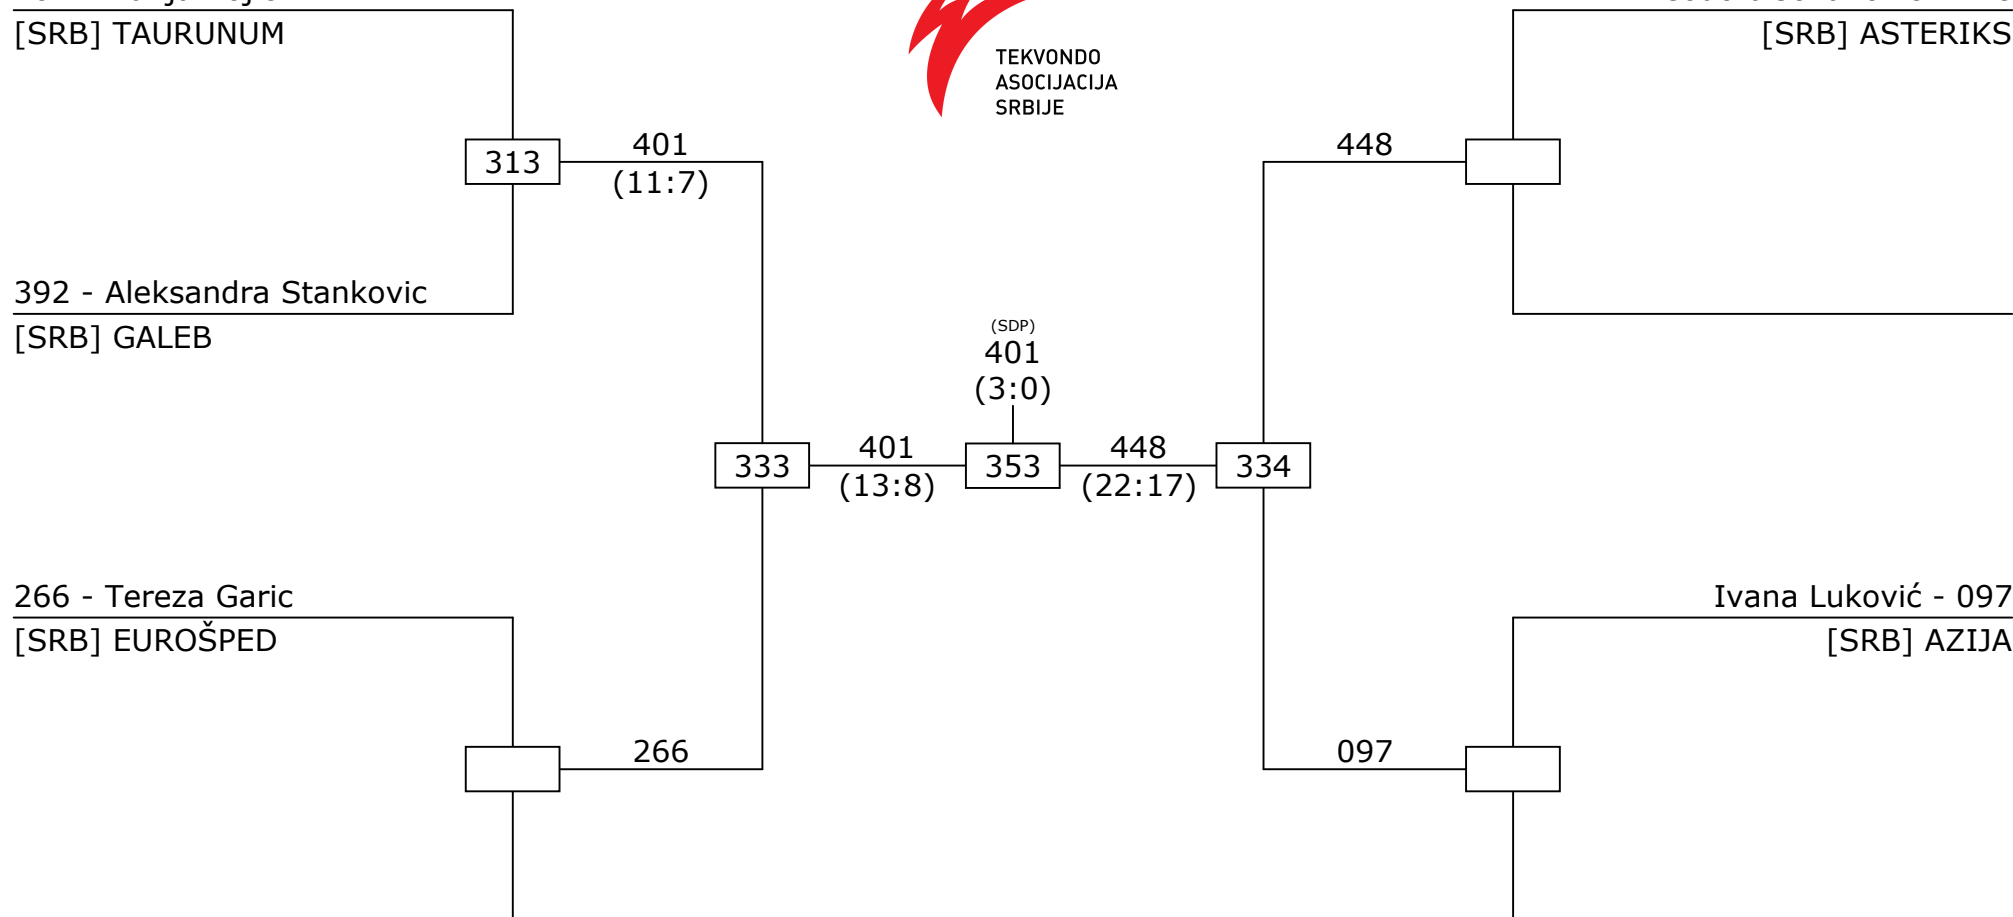 [SRB] TAURUNUM
[SRB] ASTERIKS
TEKVONDO
ASOCIJACIJA
SRBIJE
313
401
(11:7)
448
392 - Aleksandra Stankovic
[SRB] GALEB
(SDP)
401
(3:0)
333
401
(13:8)
353
448
(22:17)
334
266 - Tereza Garic
[SRB] EUROŠPED
Ivana Luković - 097
[SRB] AZIJA
266
097